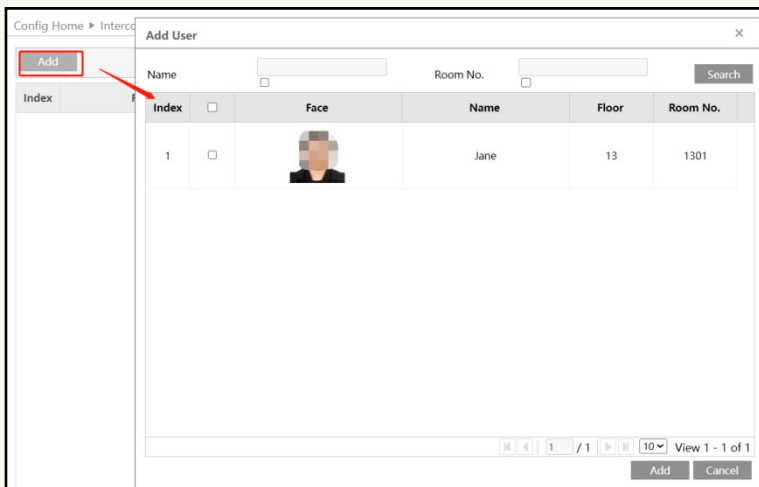 Config Home ▶ Interco
Add User ×
Add
Name Room No. Search
Index
Index Face Name Floor Room No.
1 Jane 13 1301
1 / 1 10 View 1 - 1 of 1
Add Cancel